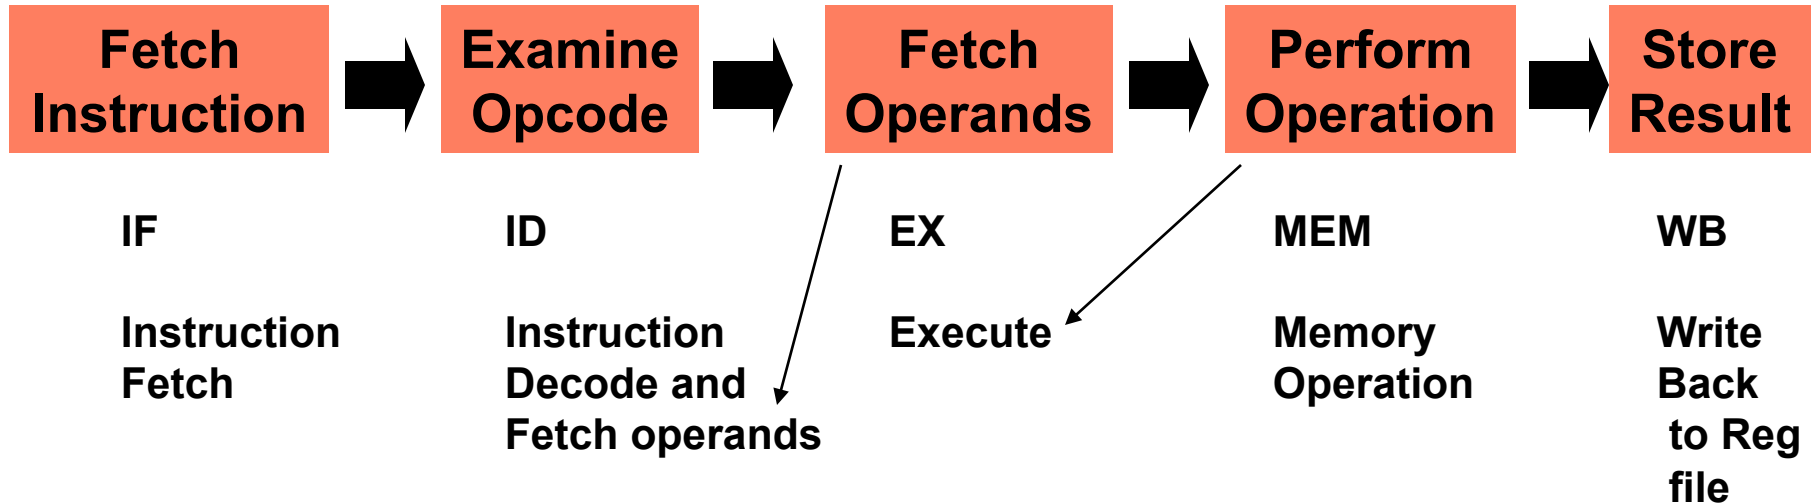 Fetch
Instruction
Examine
Opcode
Fetch
Operands
Perform
Operation
Store
Result
IF
ID
EX
MEM
WB
Instruction
Fetch
Instruction
Decode and
Fetch operands
Execute
Memory
Operation
Write
Back
to Reg
file